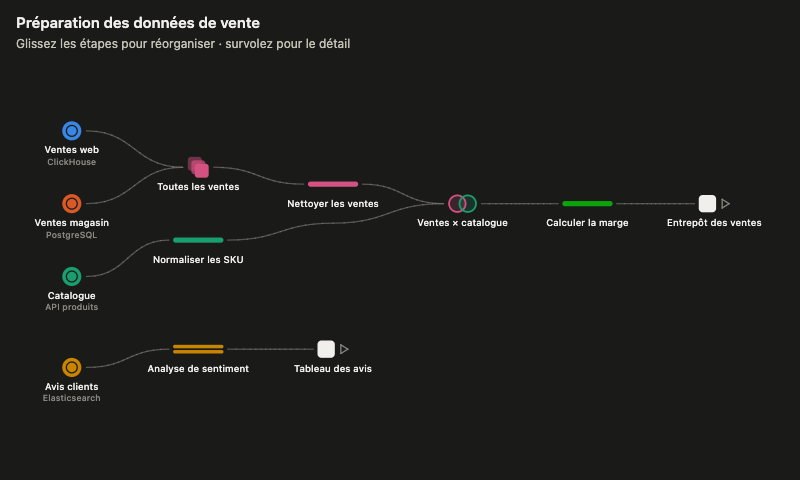 Préparation des données de vente
Glissez les étapes pour réorganiser · survolez pour le détail
Ventes web
ClickHouse
Toutes les ventes
Nettoyer les ventes
Ventes magasin
PostgreSQL
Ventes × catalogue
Calculer la marge
Entrepôt des ventes
Normaliser les SKU
Catalogue
API produits
Analyse de sentiment
Tableau des avis
Avis clients
Elasticsearch